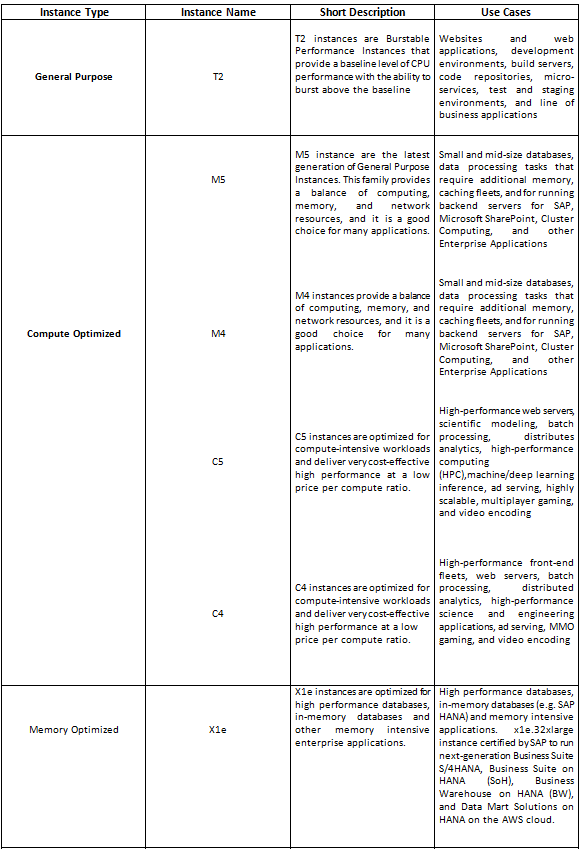 Instance Type
Instance Name
Short Description
Use Cases
General Purpose
T2
T2 instances are Burstable
Performance Instances that
provide a baseline level of CPU
performance with the ability to
burst above the baseline
Websites and web
applications, development
environments, build servers,
code repositories, micro-
services, test and staging
environments, and line of
business applications
Compute Optimized
M5
M5 instance are the latest
generation of General Purpose
Instances. This family provides
a balance of computing,
memory, and network
resources, and it is a good
choice for many applications.
Small and mid-size databases,
data processing tasks that
require additional memory,
caching fleets, and for running
backend servers for SAP,
Microsoft SharePoint, Cluster
Computing, and other
Enterprise Applications
M4
M4 instances provide a balance
of computing, memory, and
network resources, and it is a
good choice for many
applications.
Small and mid-size databases,
data processing tasks that
require additional memory,
caching fleets, and for running
backend servers for SAP,
Microsoft SharePoint, Cluster
Computing, and other
Enterprise Applications
C5
C5 instances are optimized for
compute-intensive workloads
and deliver very cost-effective
high performance at a low
price per compute ratio.
High-performance web servers,
scientific modeling, batch
processing, distributes
analytics, high-performance
computing
(HPC),machine/deep learning
inference, ad serving, highly
scalable, multiplayer gaming,
and video encoding
C4
C4 instances are optimized for
compute-intensive workloads
and deliver very cost-effective
high performance at a low
price per compute ratio.
High-performance front-end
fleets, web servers, batch
processing, distributed
analytics, high-performance
science and engineering
applications, ad serving, MMO
gaming, and video encoding
Memory Optimized
X1e
X1e instances are optimized for
high performance databases,
in-memory databases and
other memory intensive
enterprise applications.
High performance databases,
in-memory databases (e.g. SAP
HANA) and memory intensive
applications. x1e.32xlarge
instance certified by SAP to run
next-generation Business Suite
S/4HANA, Business Suite on
HANA (SoH), Business
Warehouse on HANA (BW),
and Data Mart Solutions on
HANA on the AWS cloud.